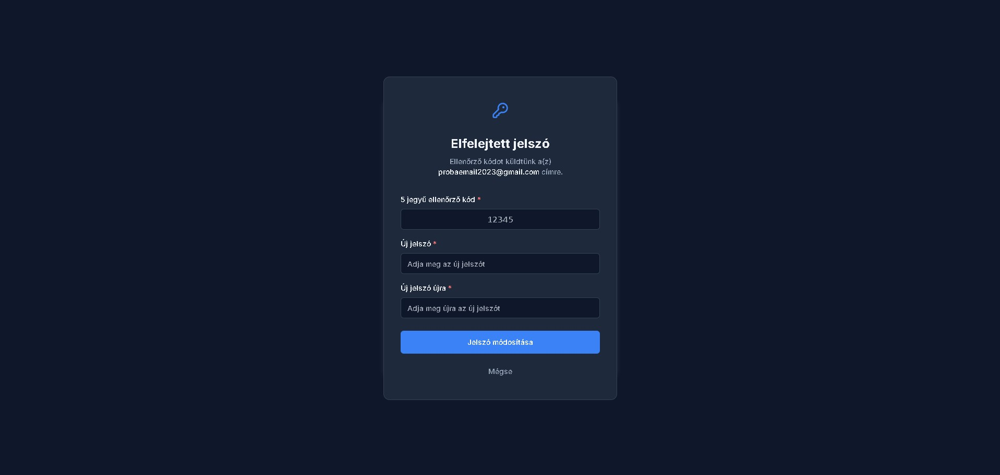 Elfelejtett jelszó
Ellenőrző kódot küldtünk a(z)
probaemail2023@gmail.com címre.
5 jegyű ellenőrző kód *
12345
Új jelszó *
Adja meg az új jelszót
Új jelszó újra *
Adja meg újra az új jelszót
Jelszó módosítása
Mégse